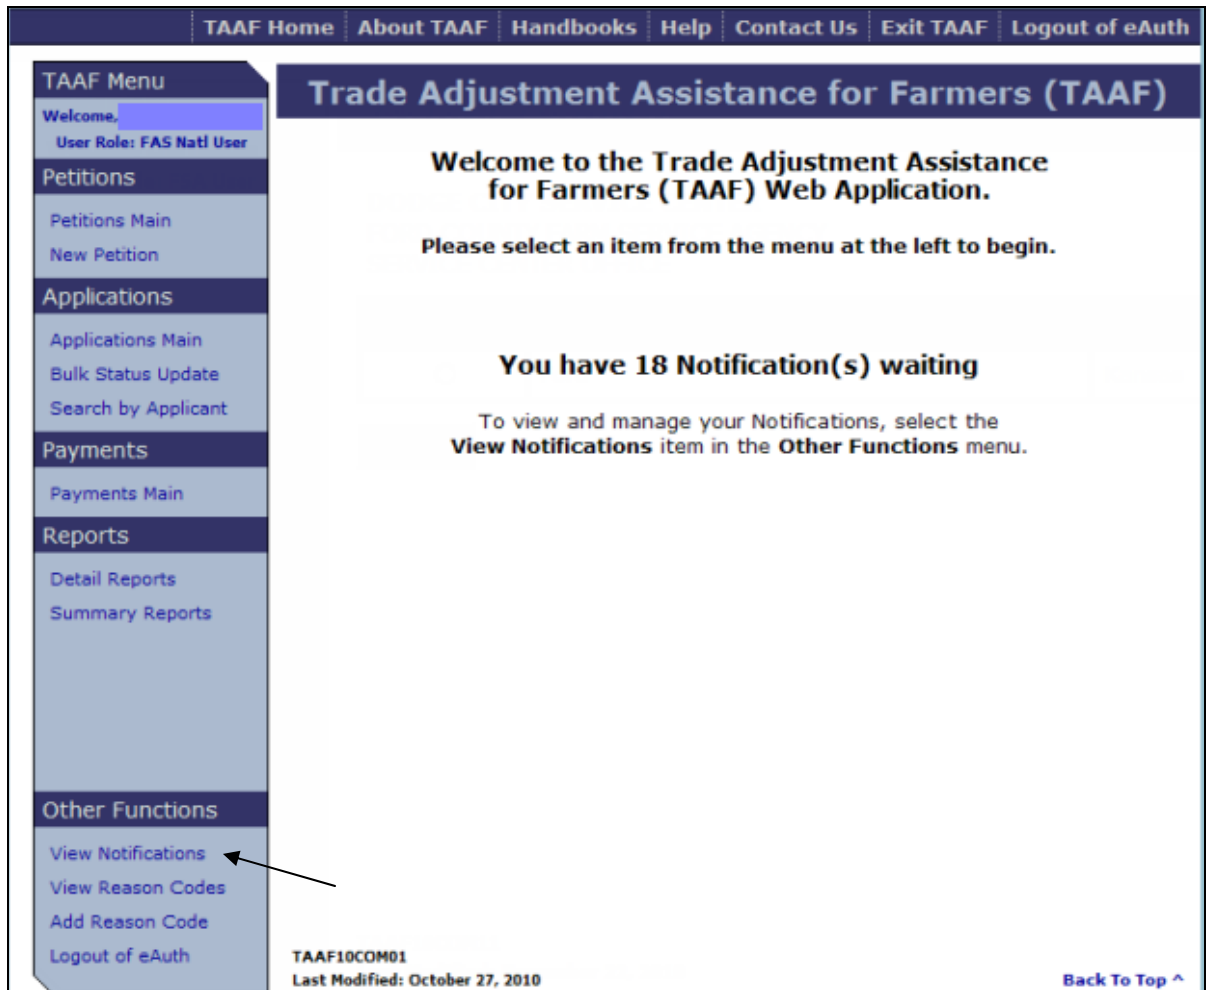 TAAF Home About TAAF Handbooks Help Contact Us Exit TAAF Logout of eAuth
TAAF Menu
Welcome,
User Role: FAS Natl User
Petitions
Petitions Main
New Petition
Applications
Applications Main
Bulk Status Update
Search by Applicant
Payments
Payments Main
Reports
Detail Reports
Summary Reports
Other Functions
View Notifications
View Reason Codes
Add Reason Code
Logout of eAuth
Trade Adjustment Assistance for Farmers (TAAF)
Welcome to the Trade Adjustment Assistance
for Farmers (TAAF) Web Application.
Please select an item from the menu at the left to begin.
You have 18 Notification(s) waiting
To view and manage your Notifications, select the
View Notifications item in the Other Functions menu.
TAAF10COM01
Last Modified: October 27, 2010
Back To Top ^